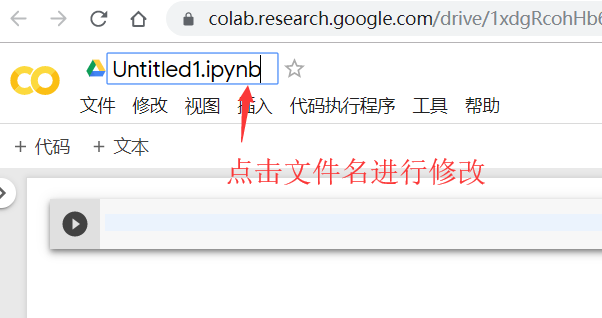 colab.research.google.com/drive/1xdgRcohHb
Untitled1.ipynb
文件 修改 视图 插入 代码执行程序 工具 帮助
+ 代码 + 文本
点击文件名进行修改